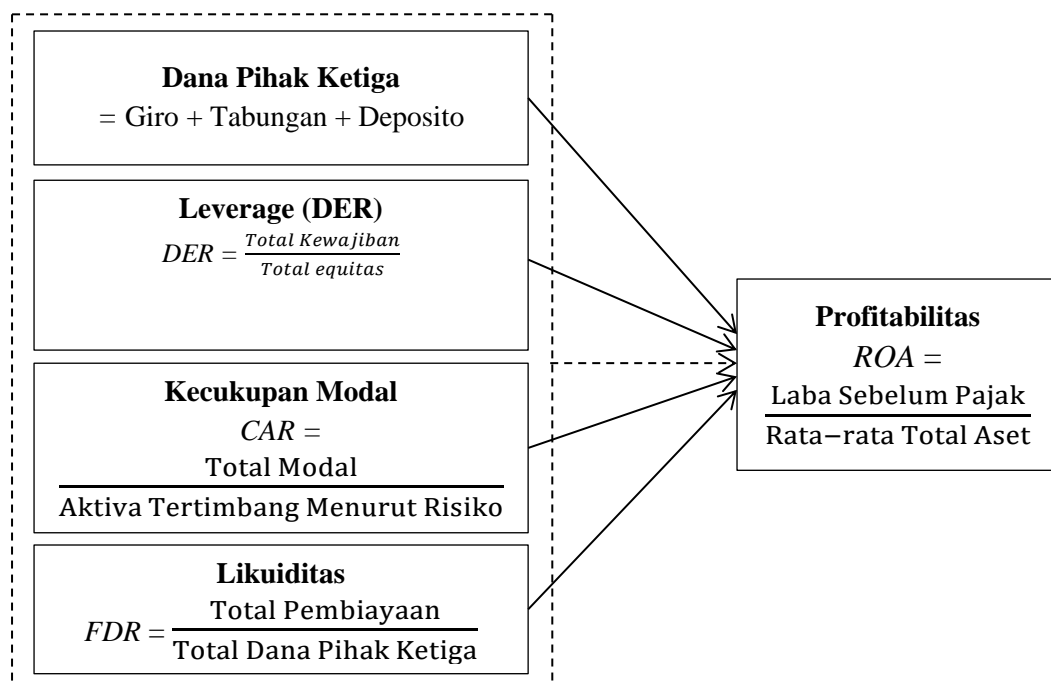 Dana Pihak Ketiga
= Giro + Tabungan + Deposito
Leverage (DER)
DER = Total Kewajiban / Total equitas
Kecukupan Modal
CAR =
Total Modal
Aktiva Tertimbang Menurut Risiko
Likuiditas
FDR = Total Pembiayaan / Total Dana Pihak Ketiga
Profitabilitas
ROA =
Laba Sebelum Pajak
Rata−rata Total Aset